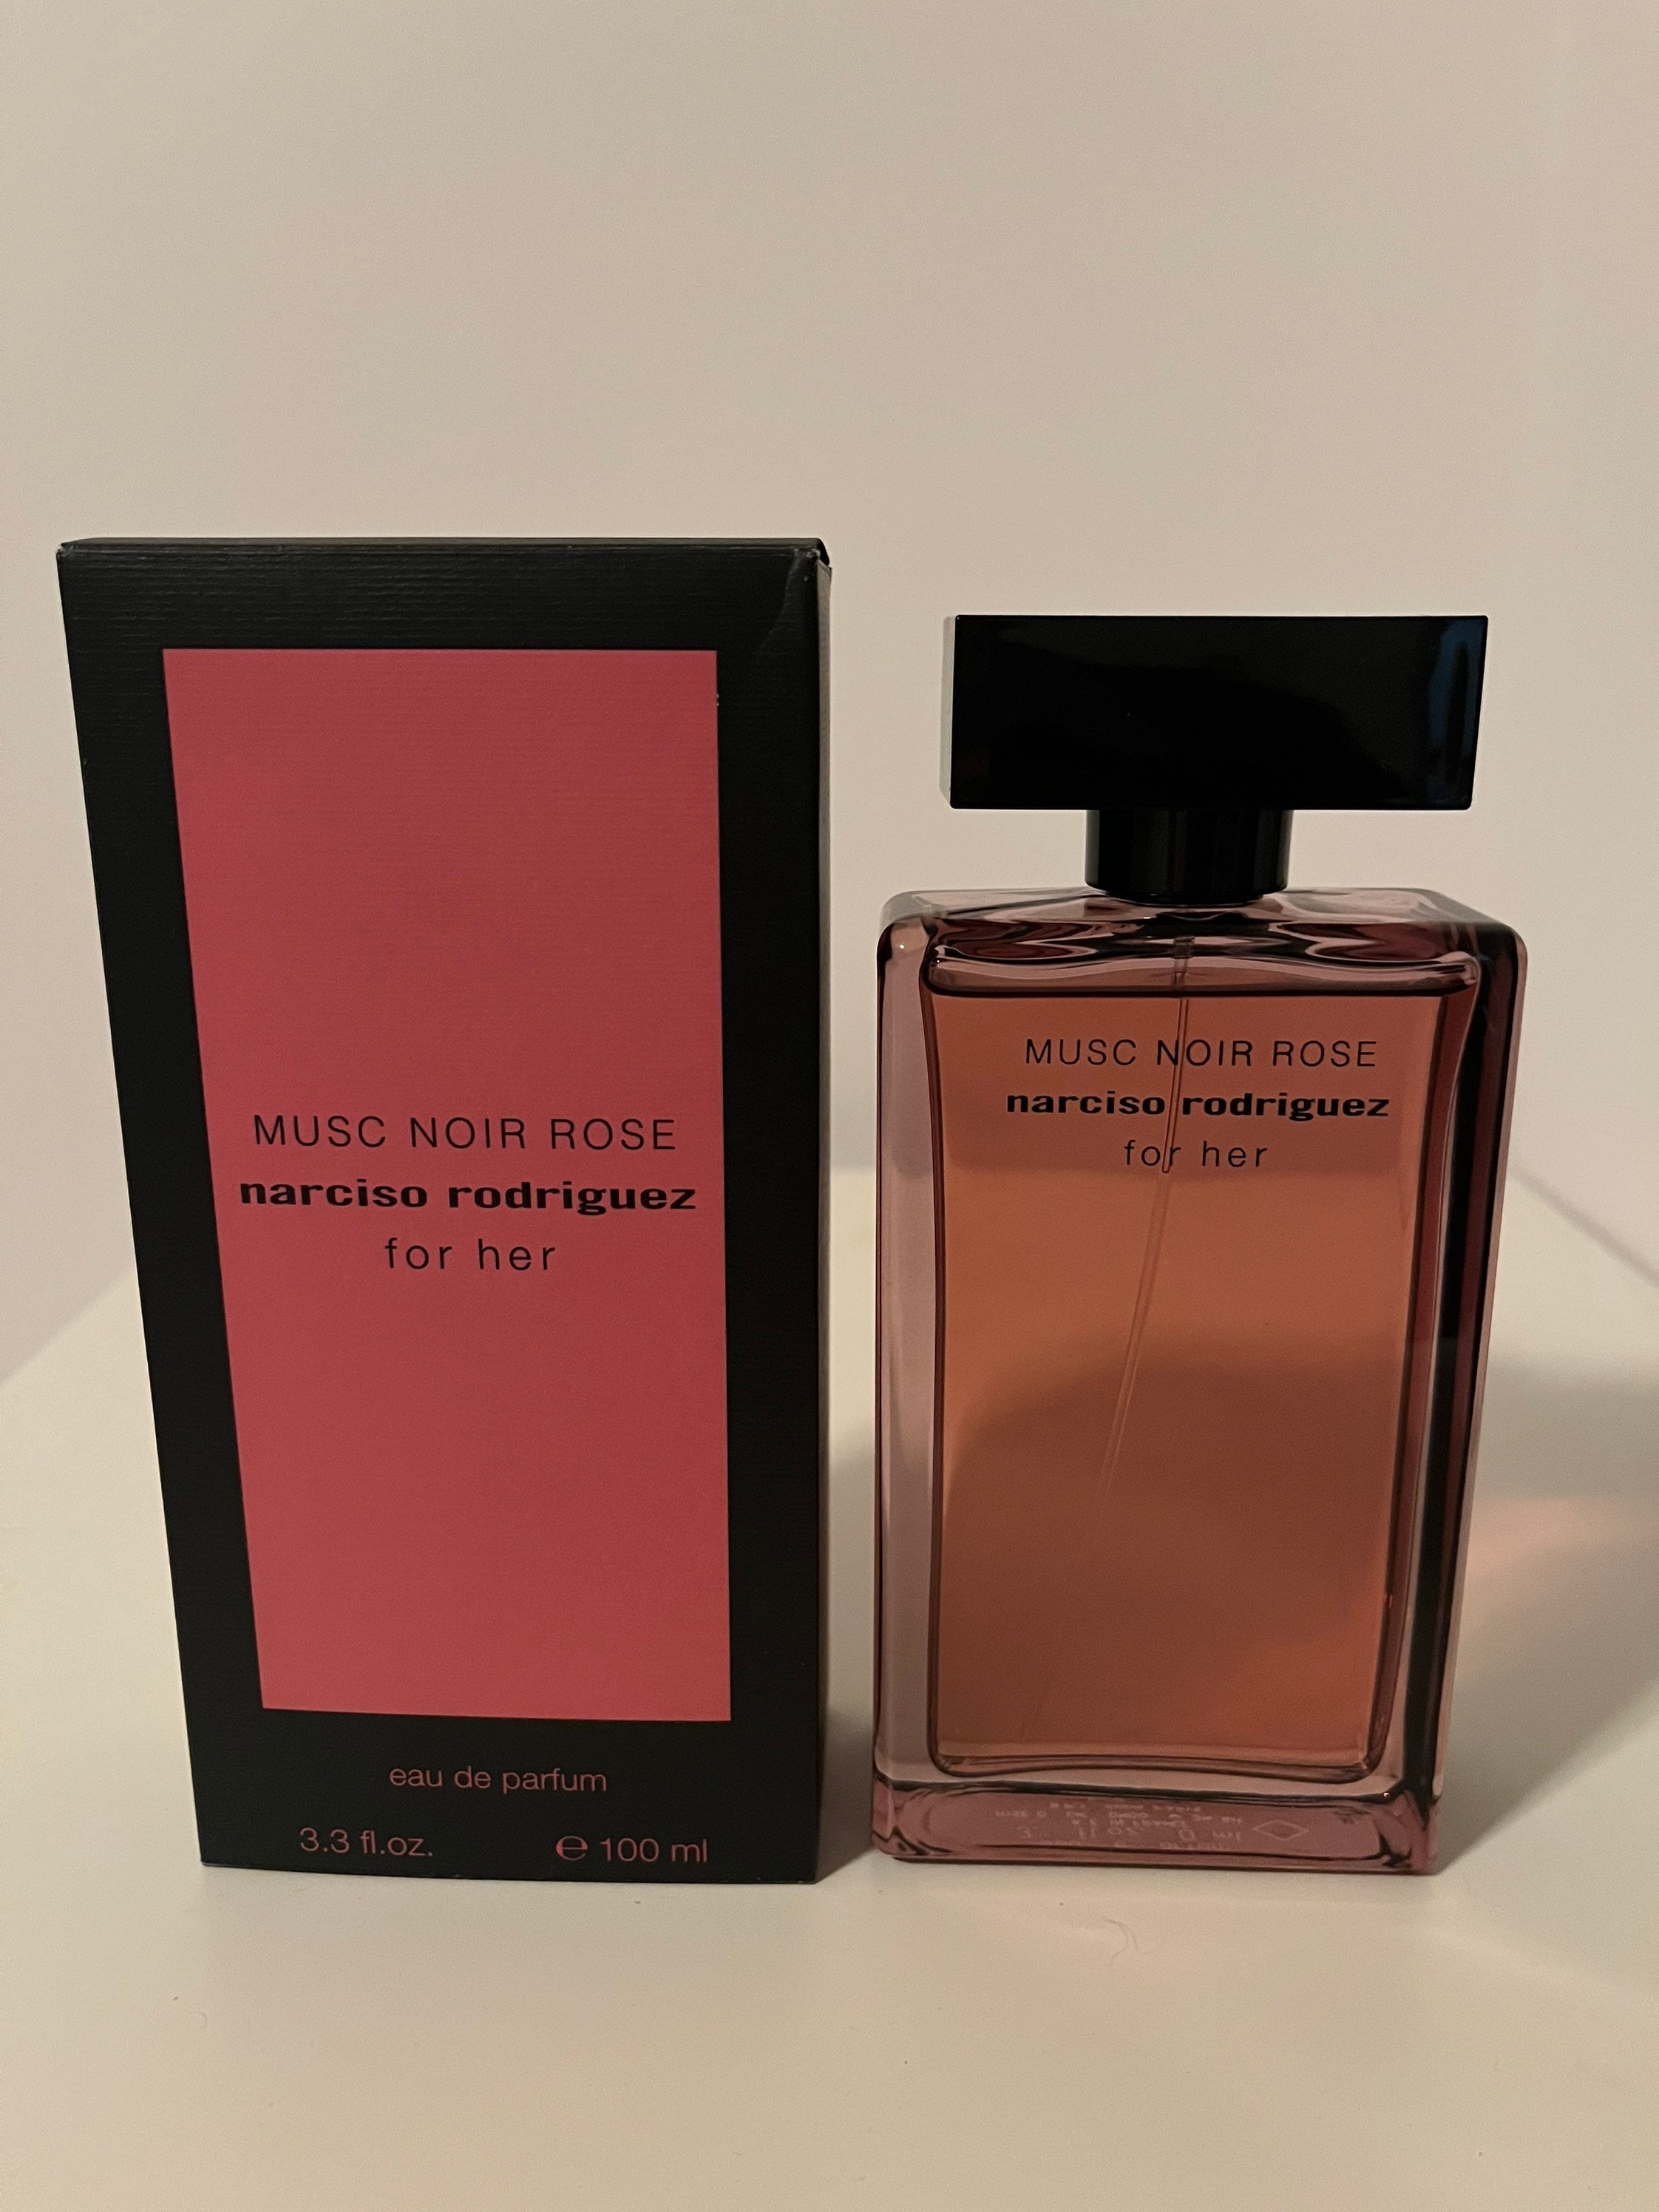 MUSC NOIR ROSE
narciso rodriguez
for her
eau de parfum
3.3 fl.oz. ℮ 100 ml
MUSC NOIR ROSE
narciso rodriguez
for her